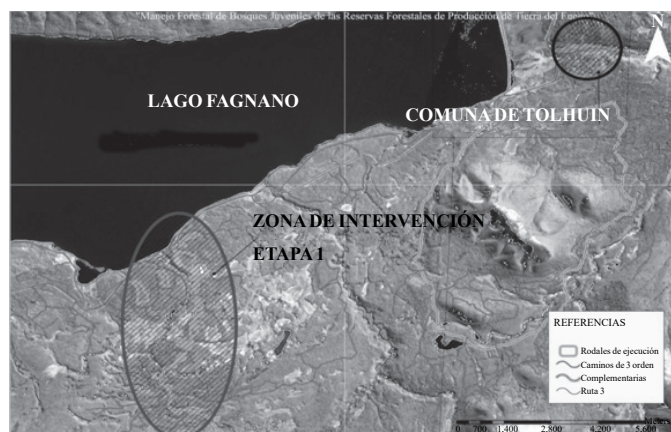 "Manejo Forestal de Bosques Juveniles de las Reservas Forestales de Producción de Tierra del Fuego"
N
LAGO FAGNANO
COMUNA DE TOLHUIN
ZONA DE INTERVENCIÓN
ETAPA 1
REFERENCIAS
Rodales de ejecución
Caminos de 3 orden
Complementarias
Ruta 3
Meters
0 700 1,400 2,800 4,200 5,600